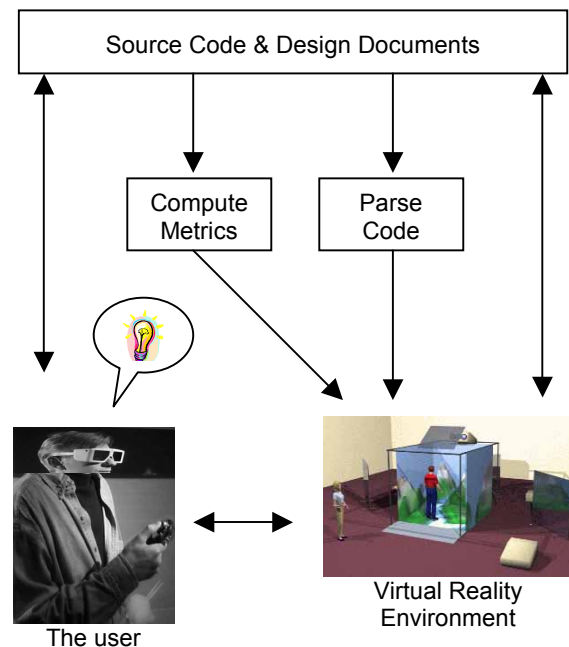 Source Code & Design Documents
Compute
Metrics
Parse
Code
The user
Virtual Reality
Environment